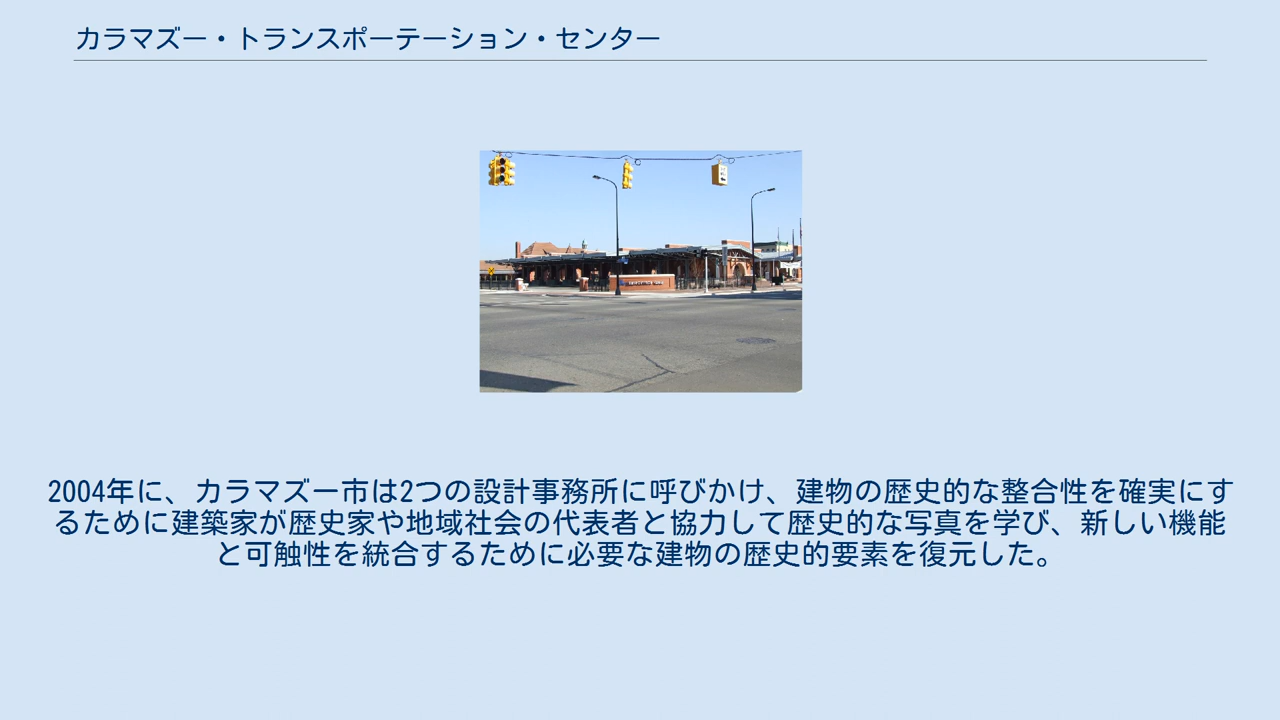 カラマズー・トランスポーテーション・センター
2004年に、カラマズー市は2つの設計事務所に呼びかけ、建物の歴史的な整合性を確実にす
るために建築家が歴史家や地域社会の代表者と協力して歴史的な写真を学び、新しい機能
と可触性を統合するために必要な建物の歴史的要素を復元した。